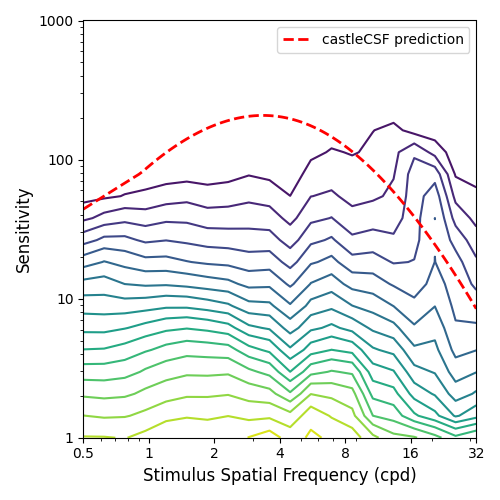 1000
castleCSF prediction
100
Sensitivity
10
1
0.5 1 2 4 8 16 32
Stimulus Spatial Frequency (cpd)